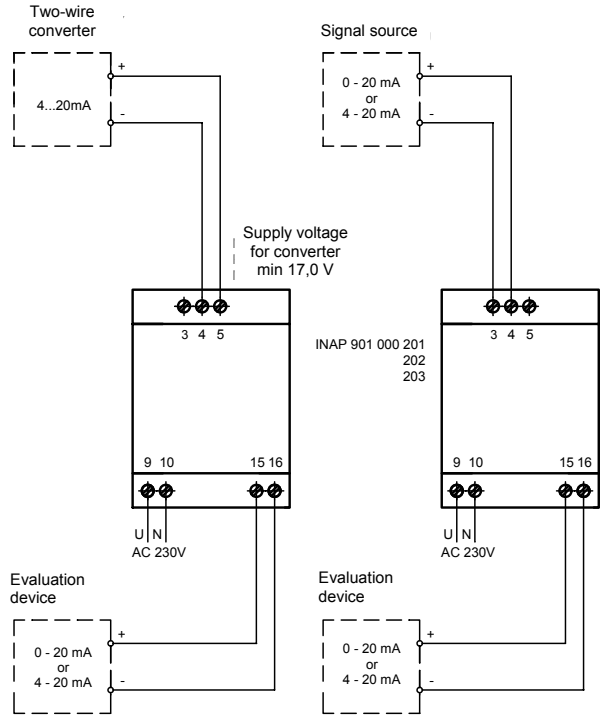 Two-wire
converter
+
4...20mA
-
Supply voltage
for converter
min 17,0 V
3 4 5
9 10
15 16
U N
AC 230V
Evaluation
device
+
0 - 20 mA
or
4 - 20 mA
-
Signal source
+
0 - 20 mA
or
4 - 20 mA
-
INAP 901 000 201
202
203
3 4 5
9 10
15 16
U N
AC 230V
Evaluation
device
+
0 - 20 mA
or
4 - 20 mA
-